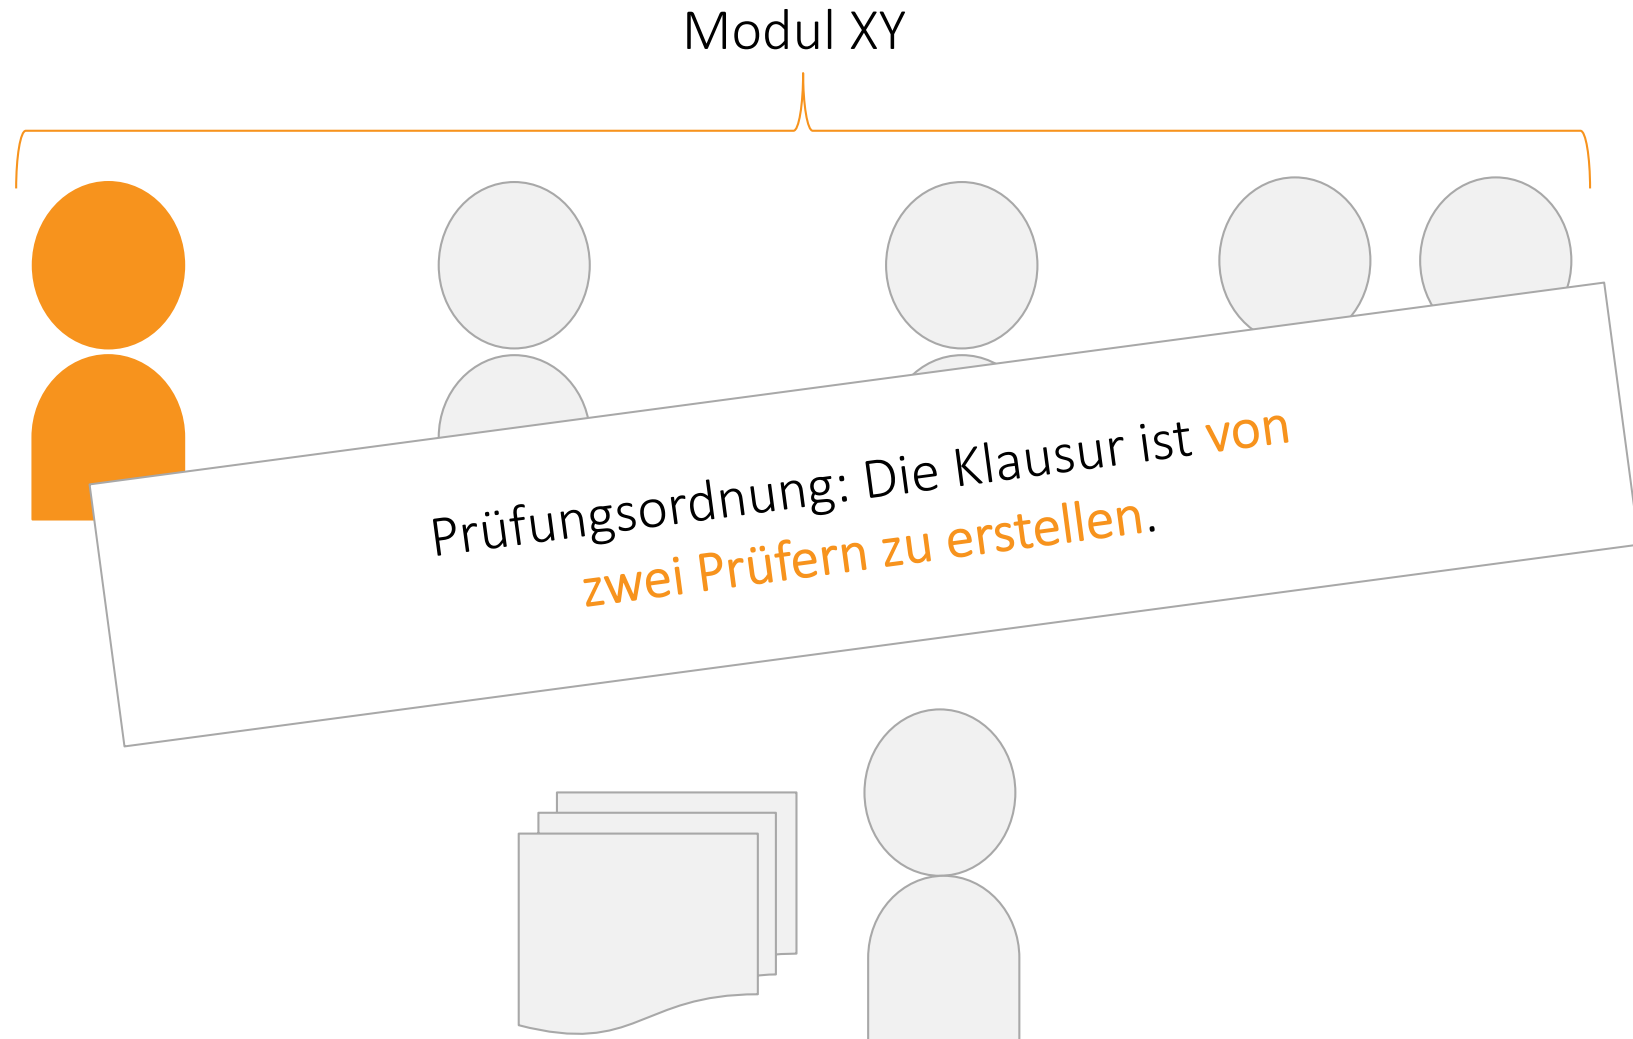 Modul XY
Prüfungsordnung: Die Klausur ist von
zwei Prüfern zu erstellen.